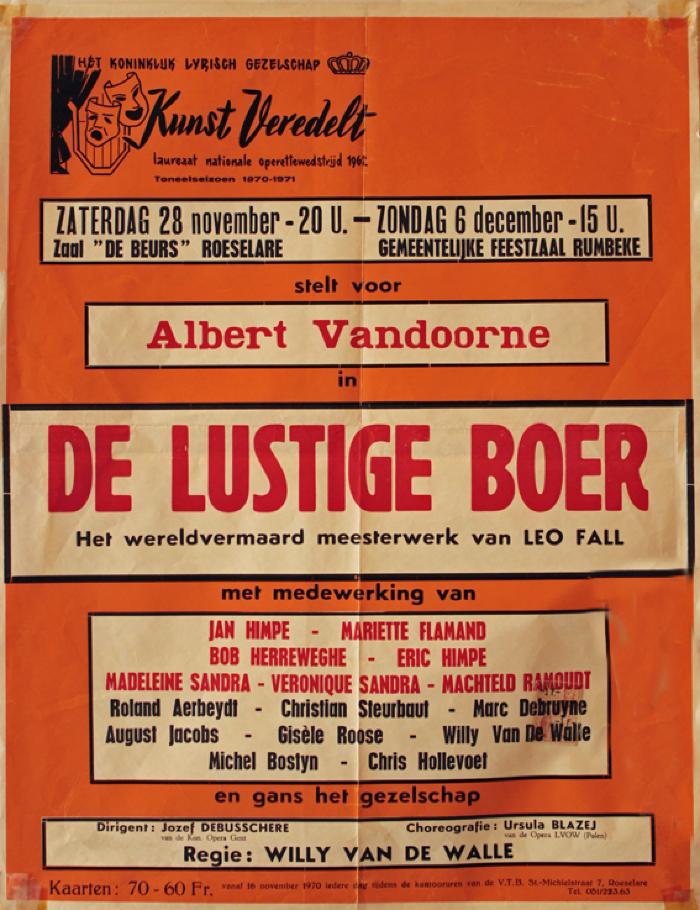 HET KONINKLIJK LYRISCH GEZELSCHAP
Kunst Veredelt
laureaat nationale operettewedstrijd
Toneelseizoen 1970-1971
ZATERDAG 28 november - 20 U. - ZONDAG 6 december - 15 U.
Zaal "DE BEURS" ROESELARE GEMEENTELIJKE FEESTZAAL RUMBEKE
stelt voor
Albert Vandoorne
in
DE LUSTIGE BOER
Het wereldvermaard meesterwerk van LEO FALL
met medewerking van
JAN HIMPE - MARIETTE FLAMAND
BOB HERREWEGHE - ERIC HIMPE
MADELEINE SANDRA - VERONIQUE SANDRA - MACHTELD RAMOUDT
Roland Aerbeydt - Christian Steurbaut - Marc Debruyne
August Jacobs - Gisèle Roose - Willy Van De Walle
Michel Bostyn - Chris Hollevoet
en gans het gezelschap
Dirigent: Jozef DEBUSSCHERE Choreografie: Ursula BLAZEJ
van de Kon. Opera Gent van de Opera LVOW (Polen)
Regie: WILLY VAN DE WALLE
Kaarten: 70 - 60 Fr. vanaf 16 november 1970 iedere dag tijdens de kantooruren van de V.T.B. St.-Michielstraat 7, Roeselare
Tel. 051/223.63